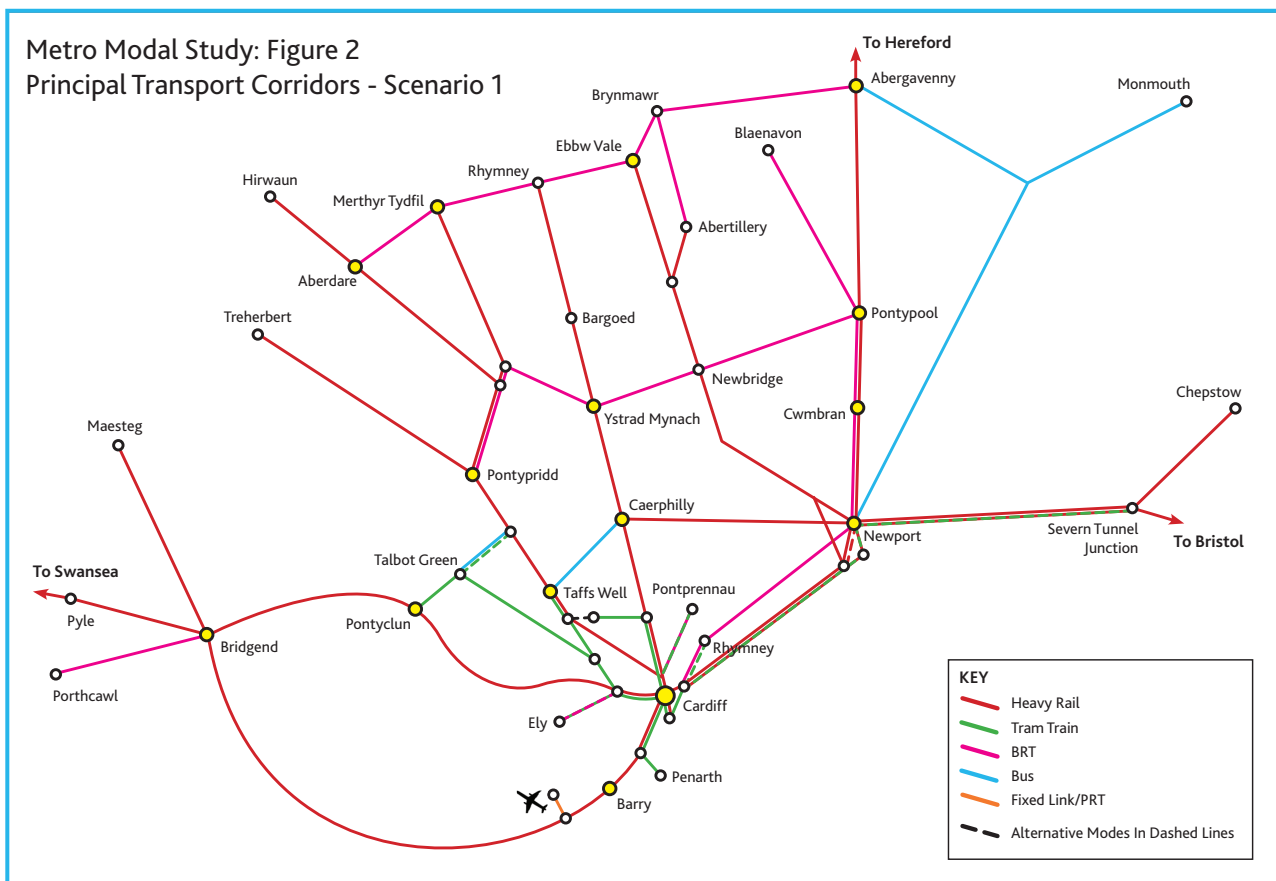 Metro Modal Study: Figure 2
Principal Transport Corridors - Scenario 1
To Hereford
Abergavenny
Monmouth
Brynmawr
Blaenavon
Ebbw Vale
Rhymney
Hirwaun
Merthyr Tydfil
Abertillery
Aberdare
Treherbert
Bargoed
Pontypool
Newbridge
Chepstow
Ystrad Mynach
Cwmbran
Maesteg
Pontypridd
Caerphilly
Newport
Severn Tunnel
Junction
To Bristol
Talbot Green
To Swansea
Taffs Well
Pontprennau
Pyle
Pontyclun
Bridgend
Rhymney
Porthcawl
Cardiff
Ely
Penarth
Barry
KEY
Heavy Rail
Tram Train
BRT
Bus
Fixed Link/PRT
Alternative Modes In Dashed Lines